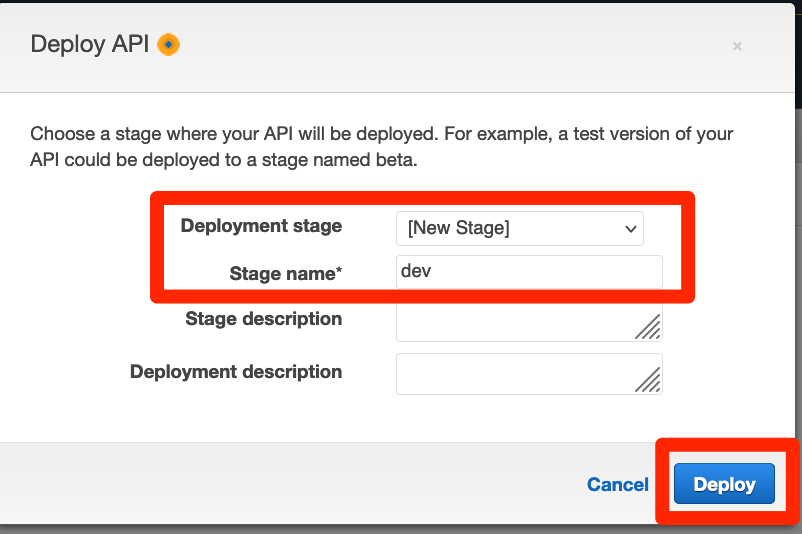 Deploy API
×
Choose a stage where your API will be deployed. For example, a test version of your
API could be deployed to a stage named beta.
Deployment stage [New Stage]
Stage name* dev
Stage description
Deployment description
Cancel Deploy